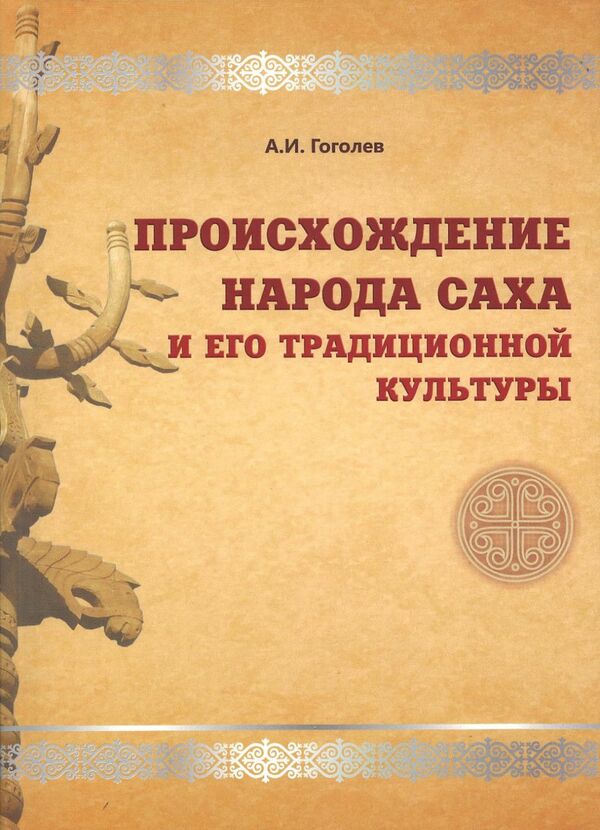 А.И. Гоголев
ПРОИСХОЖДЕНИЕ
НАРОДА САХА
И ЕГО ТРАДИЦИОННОЙ
КУЛЬТУРЫ